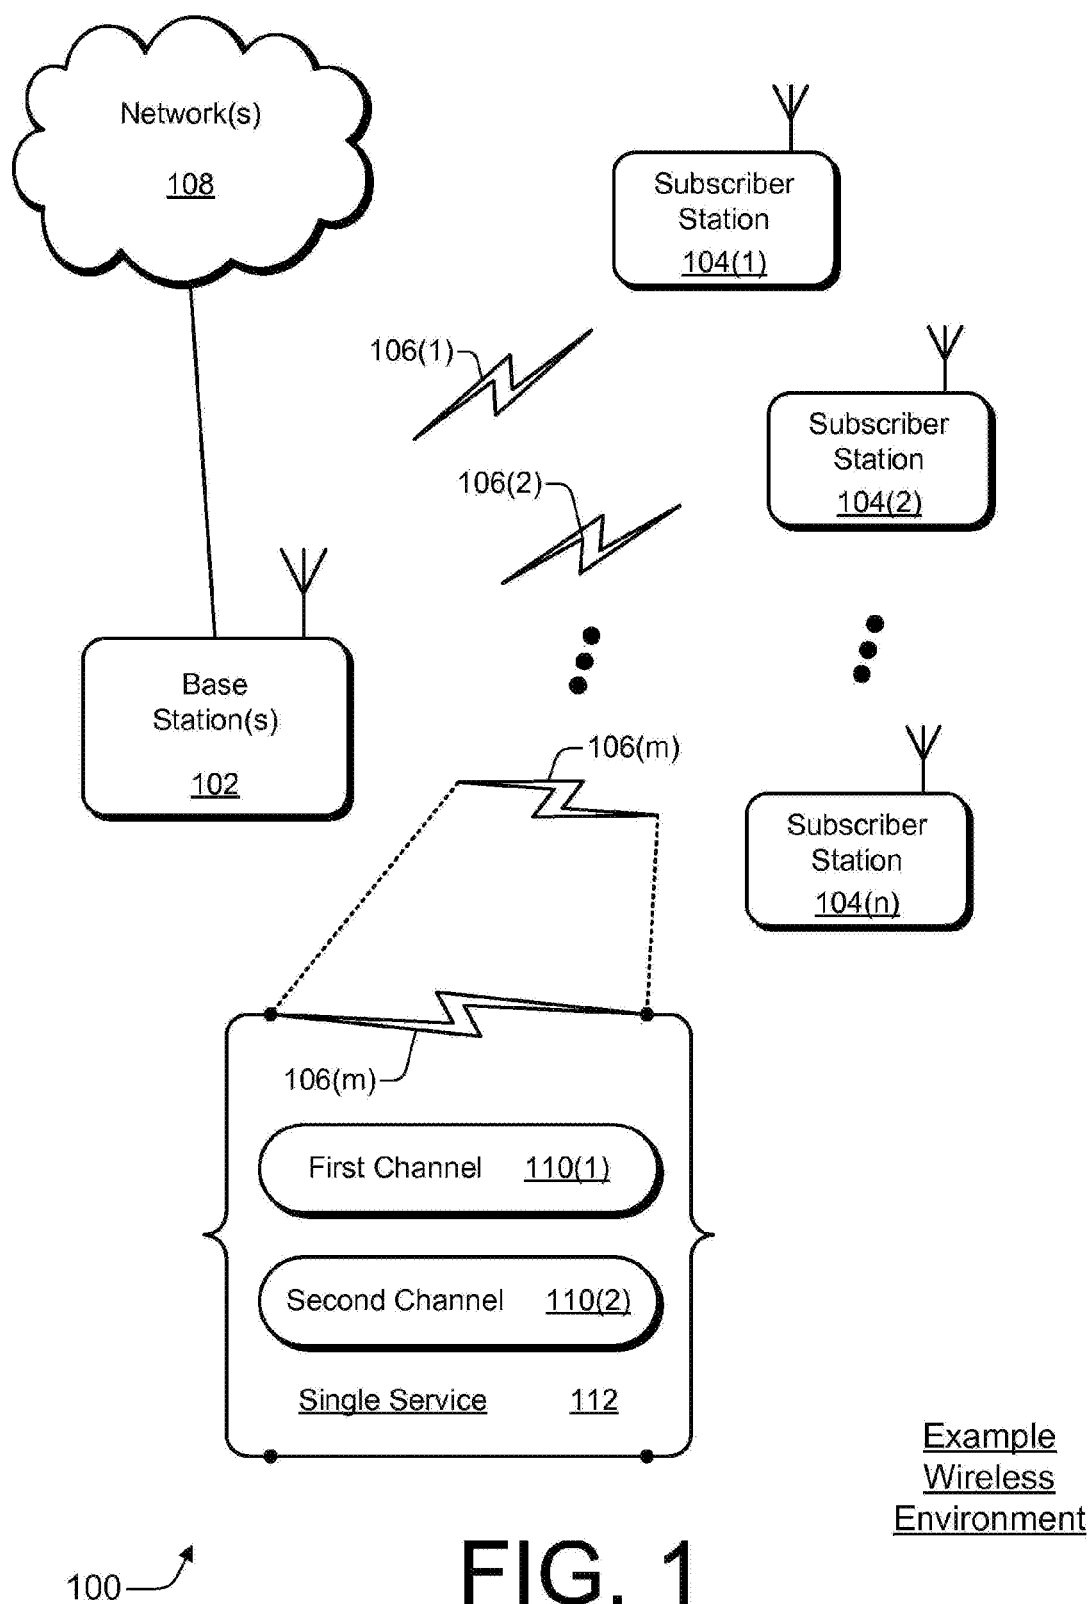 Network(s)
108
Subscriber
Station
104(1)
106(1)
Subscriber
Station
104(2)
106(2)
Base
Station(s)
102
106(m)
Subscriber
Station
104(n)
106(m)
First Channel 110(1)
Second Channel 110(2)
Single Service 112
Example
Wireless
Environment
100
FIG. 1